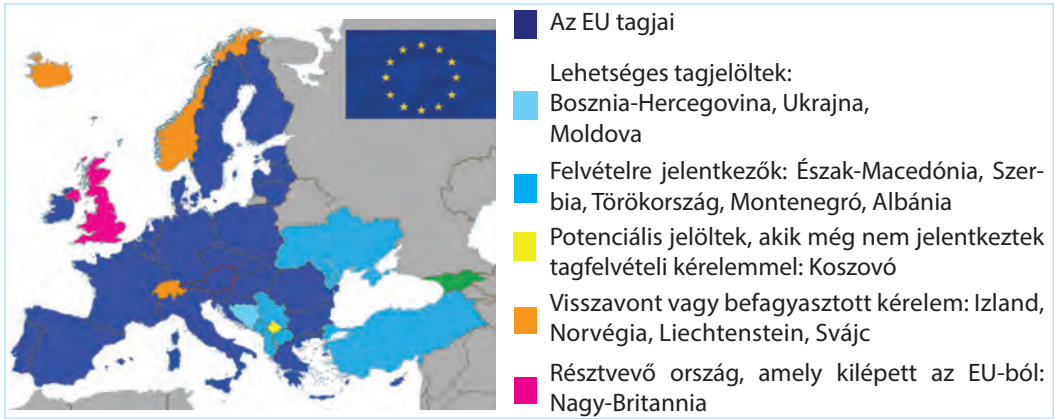 Az EU tagjai
Lehetséges tagjelöltek:
Bosznia-Hercegovina, Ukrajna,
Moldova
Felvételre jelentkezők: Észak-Macedónia, Szer-
bia, Törökország, Montenegró, Albánia
Potenciális jelöltek, akik még nem jelentkeztek
tagfelvételi kérelemmel: Koszovó
Visszavont vagy befagyasztott kérelem: Izland,
Norvégia, Liechtenstein, Svájc
Résztvevő ország, amely kilépett az EU-ból:
Nagy-Britannia